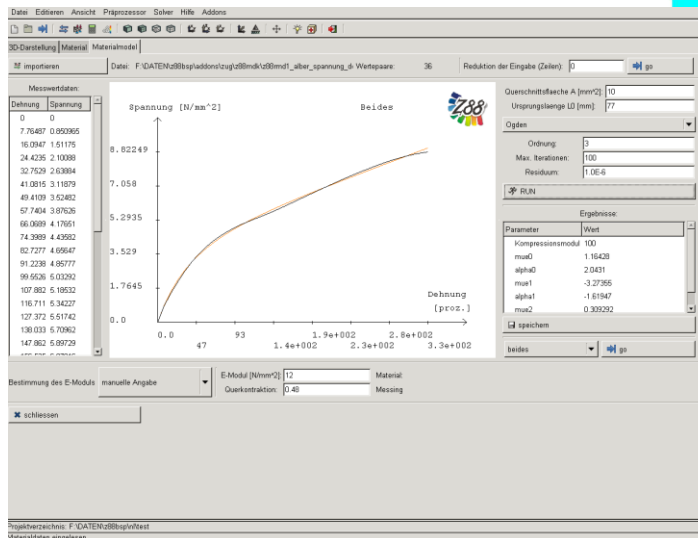 Datei Editieren Ansicht Präprozessor Solver Hilfe Addons
3D-Darstellung Material Materialmodel
importieren
Datei: F:\DATEN\z88bsp\addons\zug\z88mdk\z88rmd1_alber_spannung_d Wertepaare: 36 Reduktion der Eingabe (Zeilen): 0 go
Messwertdaten:
Dehnung Spannung
0 0
7.76487 0.850965
16.0947 1.51175
24.4235 2.10088
32.7529 2.63884
41.0815 3.11879
49.4109 3.52482
57.7404 3.87626
66.0689 4.17651
74.3989 4.43582
82.7277 4.65647
91.2238 4.85777
99.5526 5.03292
107.882 5.18532
116.711 5.34227
127.372 5.51742
138.033 5.70962
147.862 5.89729
Spannung [N/mm^2] Beides
Z88
8.82249
7.058
5.2935
3.529
1.7645
0.0
Dehnung
[proz.]
0.0 93 1.9e+002 2.8e+002
47 1.4e+002 2.3e+002 3.3e+002
Querschnittsflaeche A [mm^2]: 10
Ursprungslaenge L0 [mm]: 77
Ogden
Ordnung: 3
Max. Iterationen: 100
Residuum: 1.0E-6
RUN
Ergebnisse:
Parameter Wert
Kompressionsmodul 100
mue0 1.16428
alpha0 2.0431
mue1 -3.27355
alpha1 -1.61947
mue2 0.309292
speichern
beides go
Bestimmung des E-Moduls manuelle Angabe
E-Modul [N/mm^2]: 12 Material:
Querkontraktion: 0.48 Messing
schliessen
Projektverzeichnis: F:\DATEN\z88bsp\nl\test
Materialdaten eingelesen